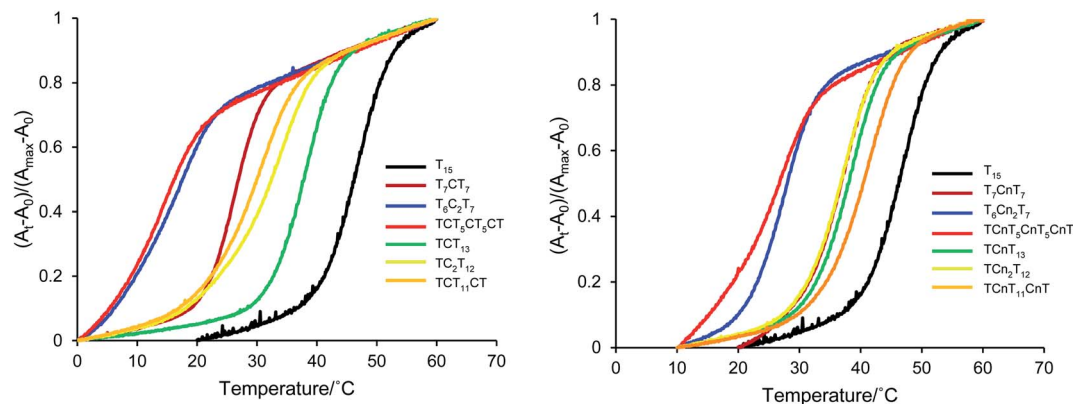 (Aₜ-A₀)/(Aₘₐₓ-A₀)
1
0.8
0.6
0.4
0.2
0
0 10 20 30 40 50 60 70
Temperature/˚C
T₁₅
T₇CT₇
T₆C₂T₇
TCT₅CT₅CT
TCT₁₃
TC₂T₁₂
TCT₁₁CT
(Aₜ-A₀)/(Aₘₐₓ-A₀)
1
0.8
0.6
0.4
0.2
0
0 10 20 30 40 50 60 70
Temperature/˚C
T₁₅
T₇CnT₇
T₆Cn₂T₇
TCnT₅CnT₅CnT
TCnT₁₃
TCn₂T₁₂
TCnT₁₁CnT